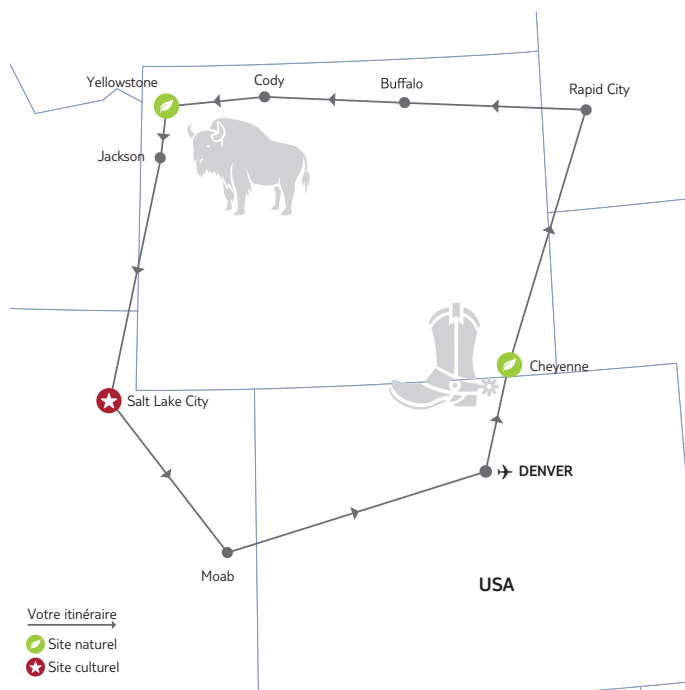 Yellowstone
Cody
Buffalo
Rapid City
Jackson
Cheyenne
Salt Lake City
DENVER
Moab
USA
Votre itinéraire
Site naturel
Site culturel